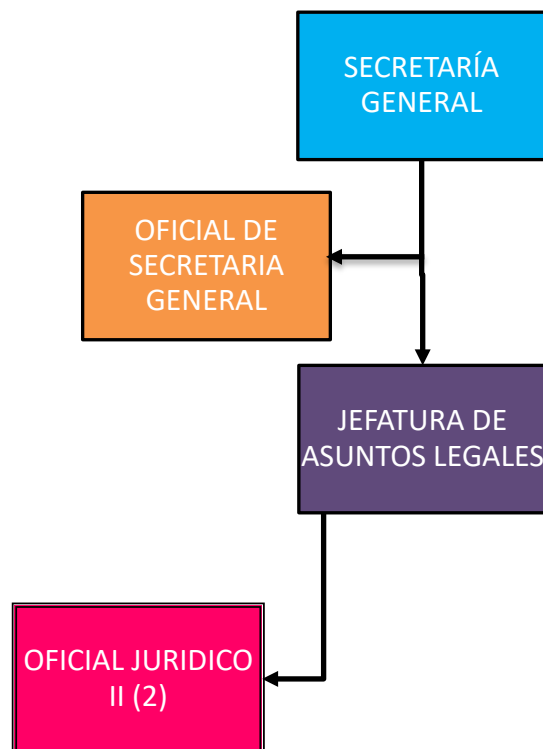 SECRETARÍA
GENERAL
OFICIAL DE
SECRETARIA
GENERAL
JEFATURA DE
ASUNTOS LEGALES
OFICIAL JURIDICO
II (2)